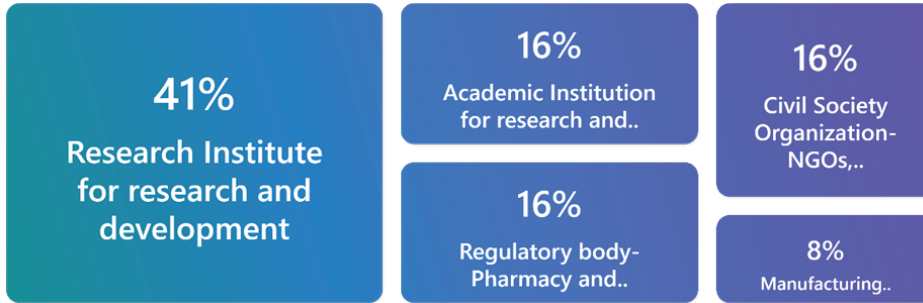 41%
Research Institute
for research and
development
16%
Academic Institution
for research and..
16%
Regulatory body-
Pharmacy and..
16%
Civil Society
Organization-
NGOs,..
8%
Manufacturing..